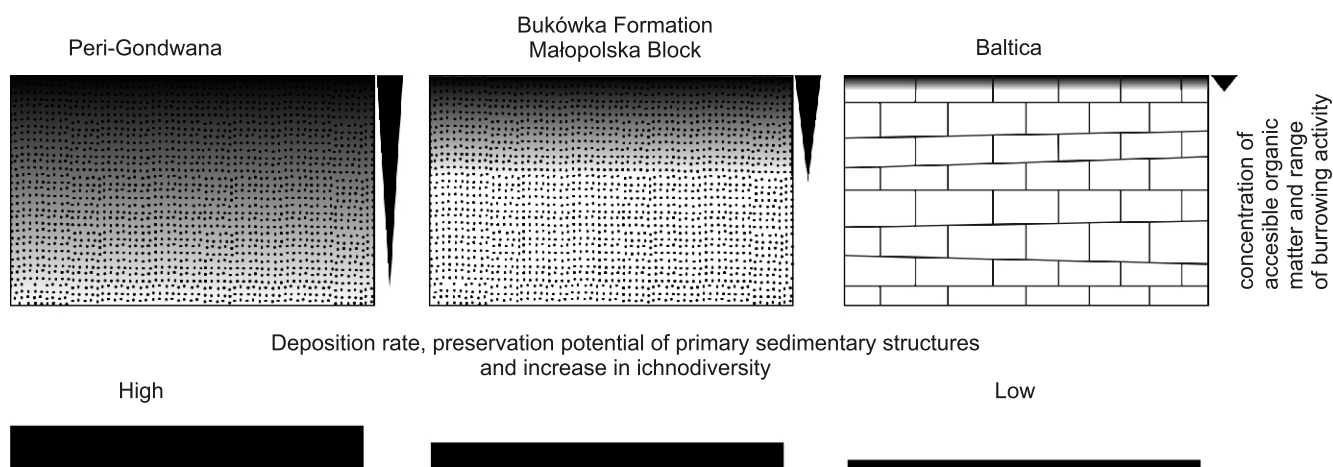 Peri-Gondwana
Bukówka Formation
Małopolska Block
Baltica
concentration of
accesible organic
matter and range
of burrowing activity
Deposition rate, preservation potential of primary sedimentary structures
and increase in ichnodiversity
High
Low